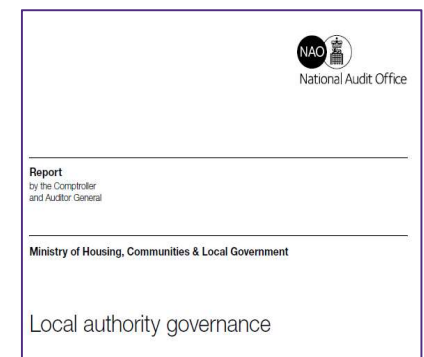 NAO
National Audit Office
Report
by the Comptroller
and Auditor General
Ministry of Housing, Communities & Local Government
Local authority governance